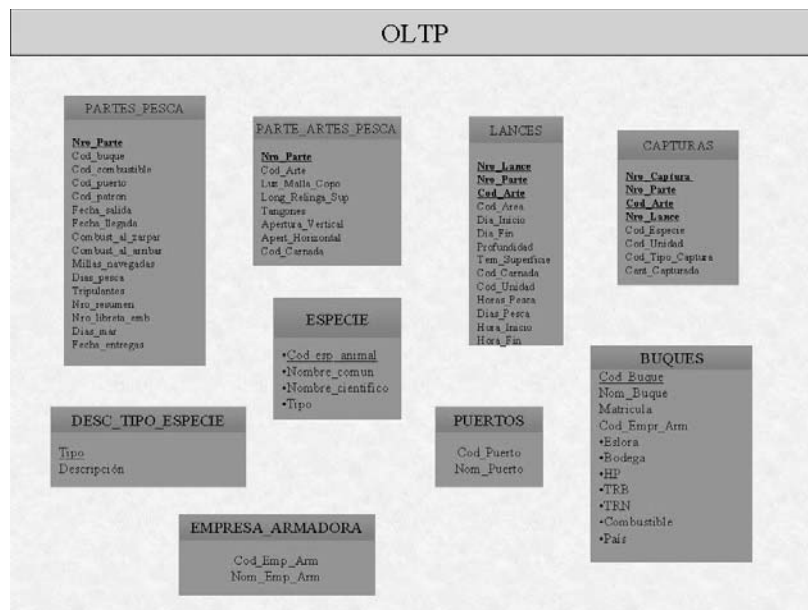 OLTP
PARTES_PESCA
Nro_Parte
Cod_buque
Cod_combustible
Cod_puerto
Cod_patron
Fecha_salida
Fecha_llegada
Combust_al_zarpar
Combust_al_arribar
Millas_navegadas
Dias_pesca
Tripulantes
Nro_resumen
Nro_libreta_emb
Dias_mar
Fecha_entregas
PARTE_ARTES_PESCA
Nro_Parte
Cod_Arte
Luz_Malla_Copo
Long_Relinga_Sup
Tangones
Apertura_Vertical
Apert_Horizontal
Cod_Carnada
LANCES
Nro_Lance
Nro_Parte
Cod_Arte
Cod_Area
Dia_Inicio
Dia_Fin
Profundidad
Tem_Superficie
Cod_Carnada
Cod_Unidad
Horas_Pesca
Dias_Pesca
Hora_Inicio
Hora_Fin
CAPTURAS
Nro_Captura
Nro_Parte
Cod_Arte
Nro_Lance
Cod_Especie
Cod_Unidad
Cod_Tipo_Captura
Cant_Capturada
ESPECIE
•Cod_esp_animal
•Nombre_comun
•Nombre_cientifico
•Tipo
BUQUES
Cod_Buque
Nom_Buque
Matricula
Cod_Empr_Arm
•Eslora
•Bodega
•HP
•TRB
•TRN
•Combustible
•País
DESC_TIPO_ESPECIE
Tipo
Descripción
PUERTOS
Cod_Puerto
Nom_Puerto
EMPRESA_ARMADORA
Cod_Emp_Arm
Nom_Emp_Arm